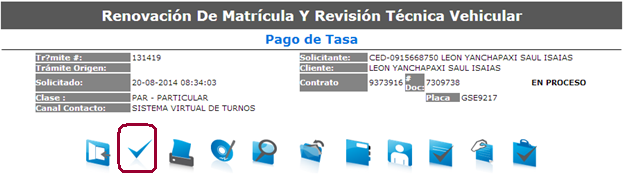 Renovación De Matrícula Y Revisión Técnica Vehicular
Pago de Tasa
Tr?mite #: 131419 Solicitante: CED-0915668750 LEON YANCHAPAXI SAUL ISAIAS
Trámite Origen: Cliente: LEON YANCHAPAXI SAUL ISAIAS
Solicitado: 20-08-2014 08:34:03 Contrato 9373916 # Doc: 7309738 EN PROCESO
Clase : PAR - PARTICULAR Placa GSE9217
Canal Contacto: SISTEMA VIRTUAL DE TURNOS